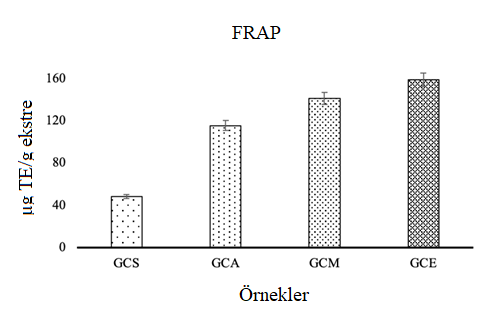 FRAP
µg TE/g ekstre
160
120
80
40
0
GCS GCA GCM GCE
Örnekler